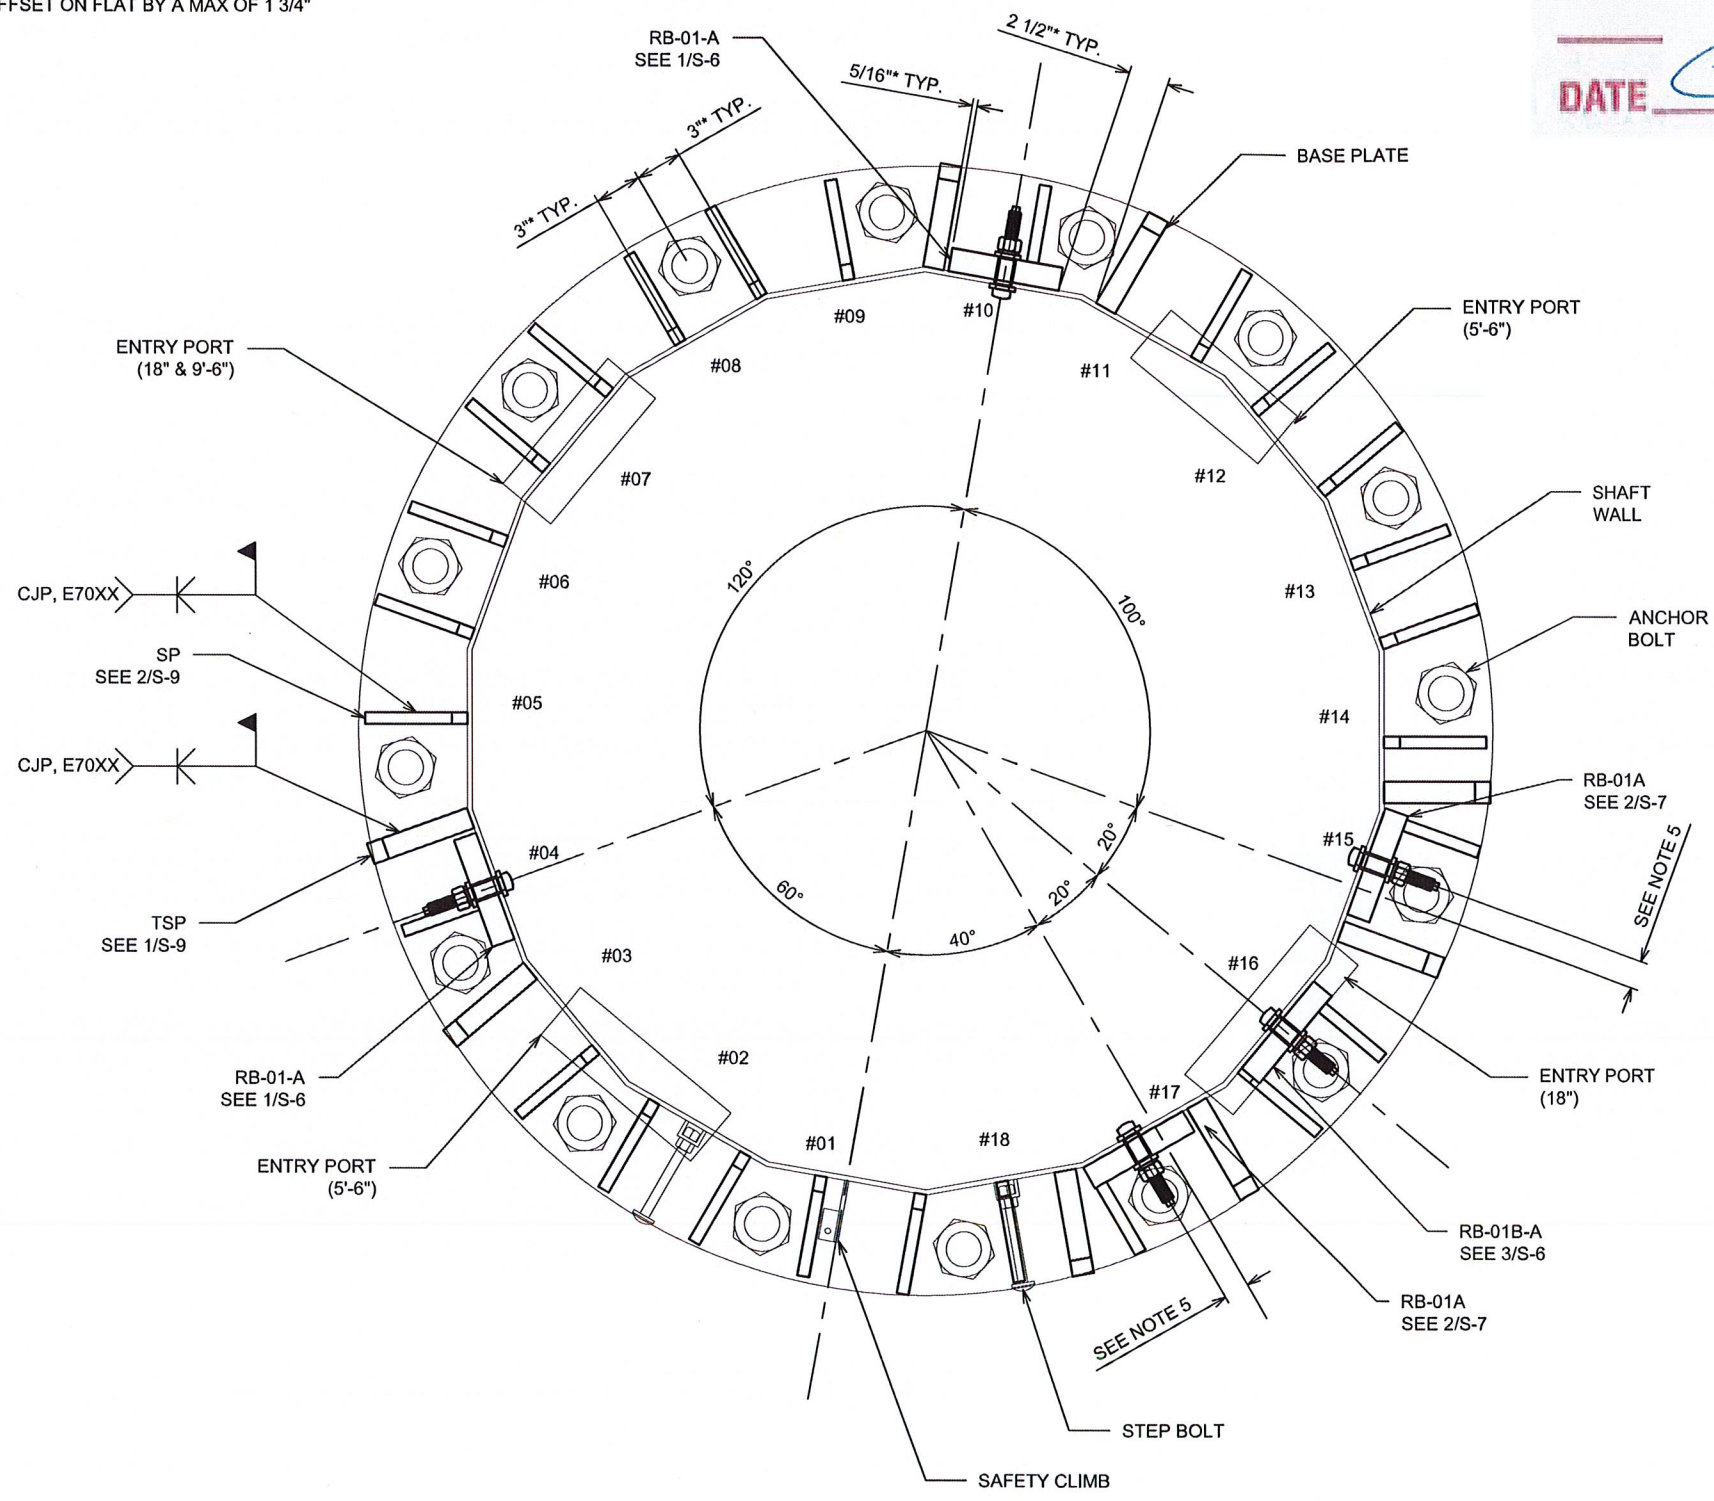 OFFSET ON FLAT BY A MAX OF 1 3/4"
DATE
RB-01-A
SEE 1/S-6
2 1/2"* TYP.
5/16"* TYP.
3"* TYP.
3"* TYP.
BASE PLATE
ENTRY PORT
(5'-6")
ENTRY PORT
(18" & 9'-6")
#09
#10
#08
#11
#07
#12
SHAFT
WALL
#06
#13
120°
100°
CJP, E70XX
ANCHOR
BOLT
SP
SEE 2/S-9
#05
#14
CJP, E70XX
RB-01A
SEE 2/S-7
#04
#15
SEE NOTE 5
60°
40°
20°
20°
TSP
SEE 1/S-9
#03
#16
RB-01-A
SEE 1/S-6
#02
#17
ENTRY PORT
(18")
#01
#18
ENTRY PORT
(5'-6")
RB-01B-A
SEE 3/S-6
RB-01A
SEE 2/S-7
SEE NOTE 5
STEP BOLT
SAFETY CLIMB